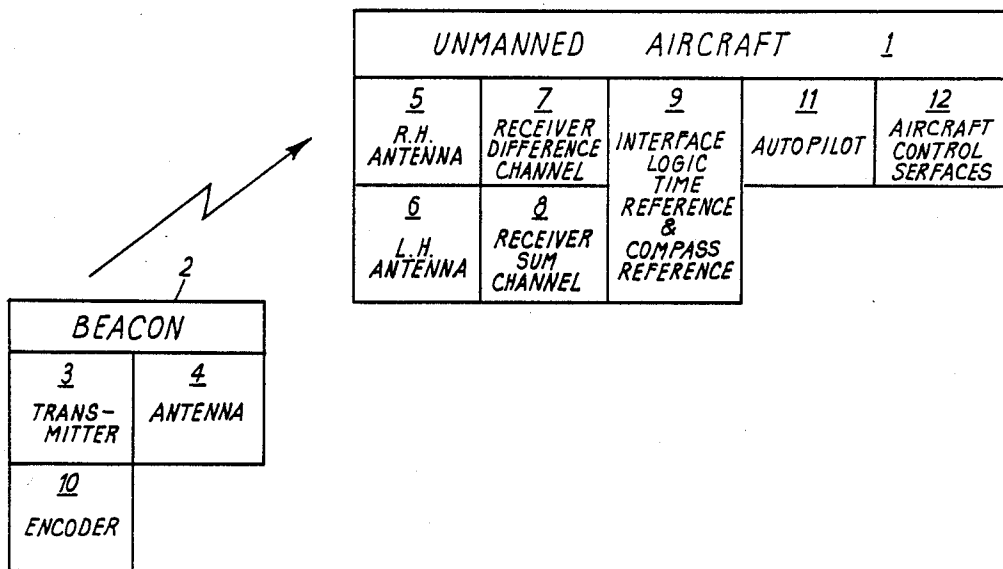 UNMANNED AIRCRAFT 1
5
R.H.
ANTENNA
7
RECEIVER
DIFFERENCE
CHANNEL
9
INTERFACE
LOGIC
TIME
REFERENCE
&
COMPASS
REFERENCE
11
AUTOPILOT
12
AIRCRAFT
CONTROL
SERFACES
6
L.H.
ANTENNA
8
RECEIVER
SUM
CHANNEL
2
BEACON
3
TRANS-
MITTER
4
ANTENNA
10
ENCODER